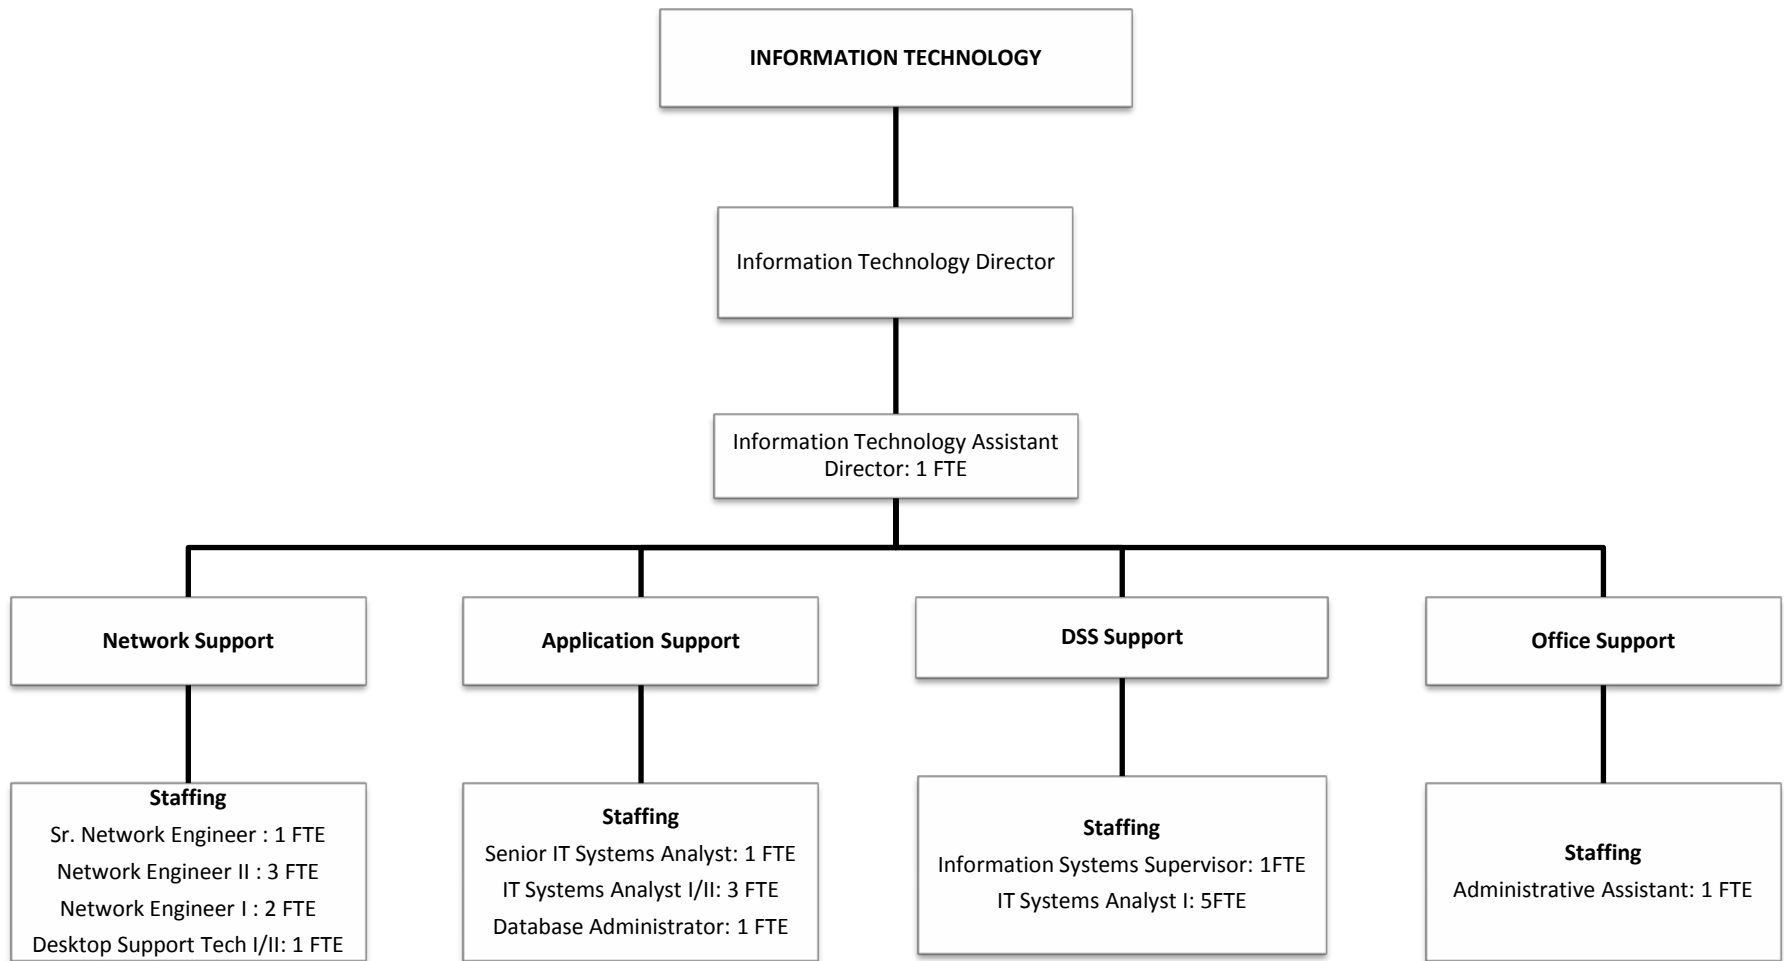 INFORMATION TECHNOLOGY
Information Technology Director
Information Technology Assistant
Director: 1 FTE
Network Support
Application Support
DSS Support
Office Support
Staffing
Sr. Network Engineer : 1 FTE
Network Engineer II : 3 FTE
Network Engineer I : 2 FTE
Desktop Support Tech I/II: 1 FTE
Staffing
Senior IT Systems Analyst: 1 FTE
IT Systems Analyst I/II: 3 FTE
Database Administrator: 1 FTE
Staffing
Information Systems Supervisor: 1FTE
IT Systems Analyst I: 5FTE
Staffing
Administrative Assistant: 1 FTE